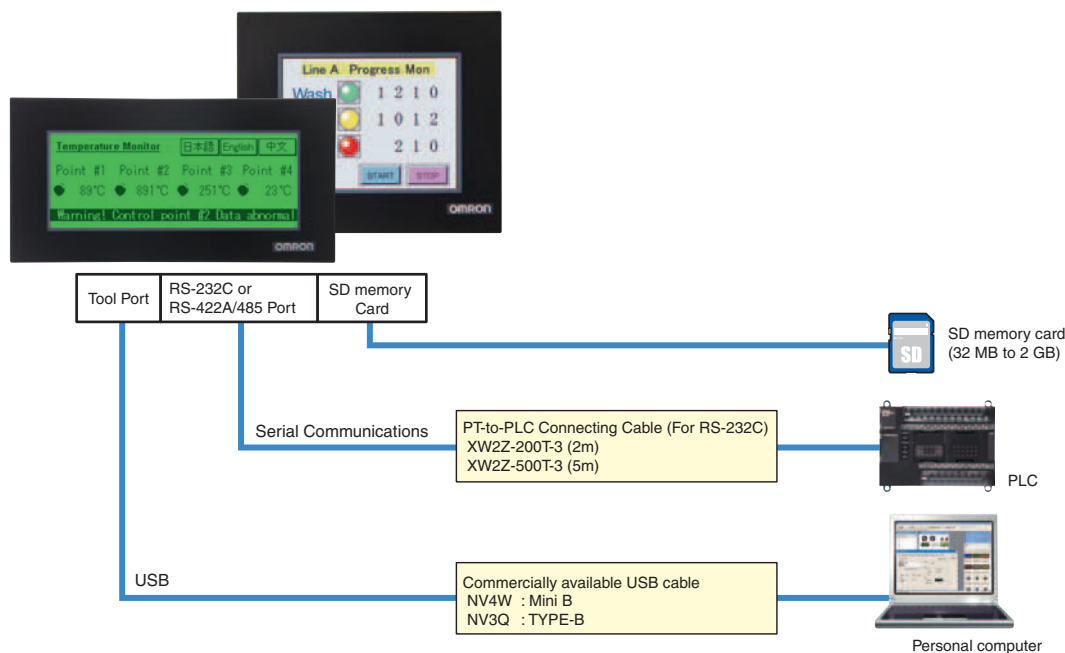 Line A Progress Mon
Wash 1 2 1 0
1 0 1 2
2 1 0
START STOP
OMRON
Temperature Monitor 日本語 English 中文
Point #1 Point #2 Point #3 Point #4
89℃ 891℃ 251℃ 23℃
Warning! Control point #2 Data abnormal
OMRON
Tool Port
RS-232C or
RS-422A/485 Port
SD memory
Card
SD
SD memory card
(32 MB to 2 GB)
Serial Communications
PT-to-PLC Connecting Cable (For RS-232C)
XW2Z-200T-3 (2m)
XW2Z-500T-3 (5m)
PLC
USB
Commercially available USB cable
NV4W : Mini B
NV3Q : TYPE-B
Personal computer